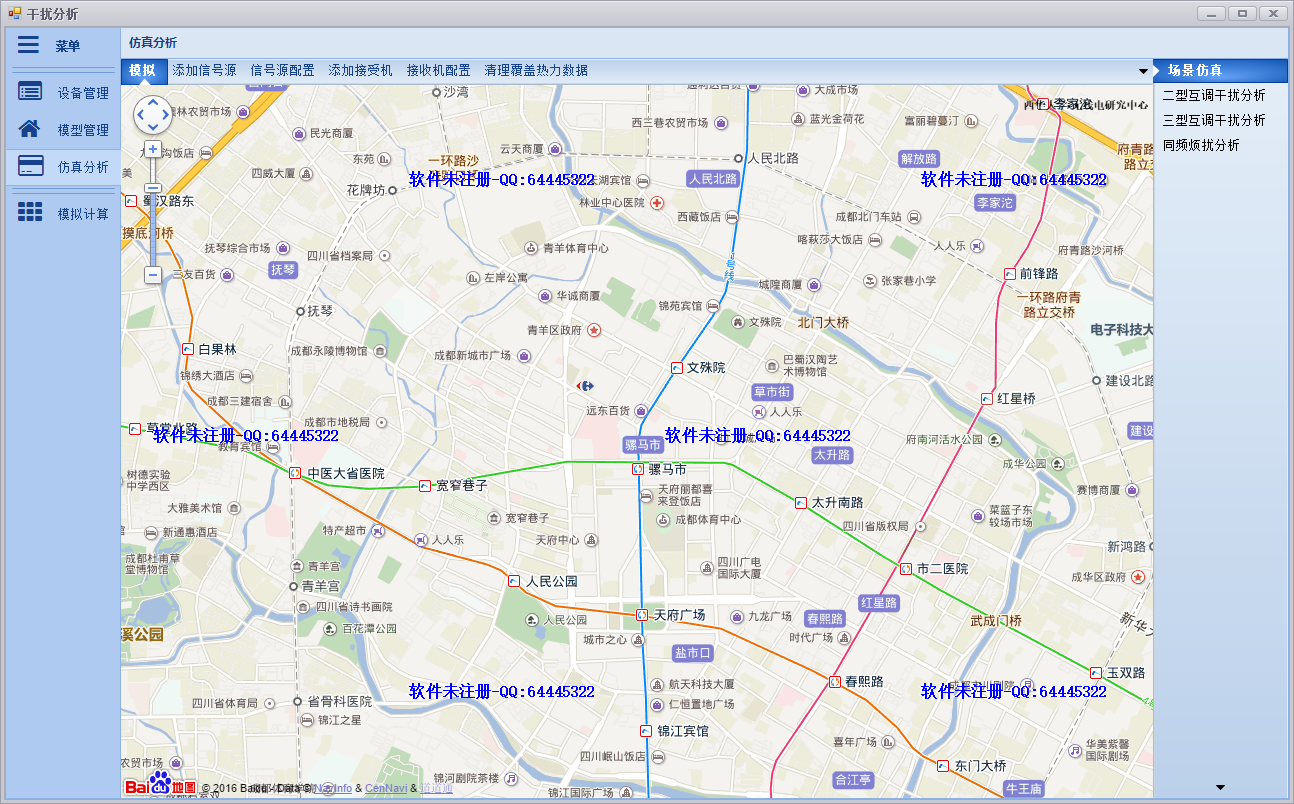 干扰分析
菜单
设备管理
模型管理
仿真分析
模拟计算
仿真分析
模拟
添加信号源
信号源配置
添加接受机
接收机配置
清理覆盖热力数据
场景仿真
二型互调干扰分析
三型互调干扰分析
同频烦扰分析
沙湾
大成市场
李家沱
民光商厦
西三巷农贸市场
蓝光金荷花
富丽碧蔓汀
府青路
路立交
云天商厦
人民北路
解放路
东苑
一环路沙
四威大厦
花牌坊
软件未注册-QQ:64445322
人民北路
软件未注册-QQ:64445322
林业中心医院
李家沱
蜀汉路东
西藏饭店
成都北门车站
摸底河桥
抚琴综合市场
四川省档案局
青羊体育中心
喀萩莎大饭店
人人乐
府青路沙河桥
三友百货
抚琴
左岸公寓
号线
城隍商厦
张家巷小学
前锋路
华诚商厦
锦苑宾馆
一环路府青
路立交桥
抚琴
青羊区政府
文殊院
北门大桥
电子科技大
白果林
成都永陵博物馆
成都新城市广场
文殊院
巴蜀汉陶艺
术博物馆
锦绣大酒店
建设北路
成都三建宿舍
草市街
红星桥
成都市地税局
远东百货
人人乐
草堂北路
软件未注册-QQ:64445322
软件未注册-QQ:64445322
府南河活水公园
建设
教育宾馆
骡马市
太升路
树德实验
中学西区
中医大省医院
宽窄巷子
骡马市
成华公园
大雅美术馆
天府丽都喜
来登饭店
太升南路
赛博商厦
新通惠酒店
特产超市
宽窄巷子
成都体育中心
四川省版权局
菜篮子东
较场市场
人人乐
天府中心
新鸿路
成都杜甫草
堂博物馆
青羊宫
四川广电
国际大厦
市二医院
成华区政府
青羊宫
人民公园
四川省诗书画院
天府广场
红星路
百花潭公园
人民公园
九龙广场
春熙路
武成门桥
新华大
溪公园
城市之心
时代广场
盐市口
玉双路
软件未注册-QQ:64445322
航天科技大厦
春熙路
软件未注册-QQ:64445322
四川省体育局
省骨科医院
仁恒置地广场
4号
锦江之星
锦江宾馆
喜年广场
华美紫馨
国际剧场
四川岷山饭店
农贸市场
锦河剧院茶楼
合江亭
东门大桥
Bai du 地图
© 2016 Baidu - Data © NavInfo & CenNavi & 道道通
锦江国际广场
牛王庙